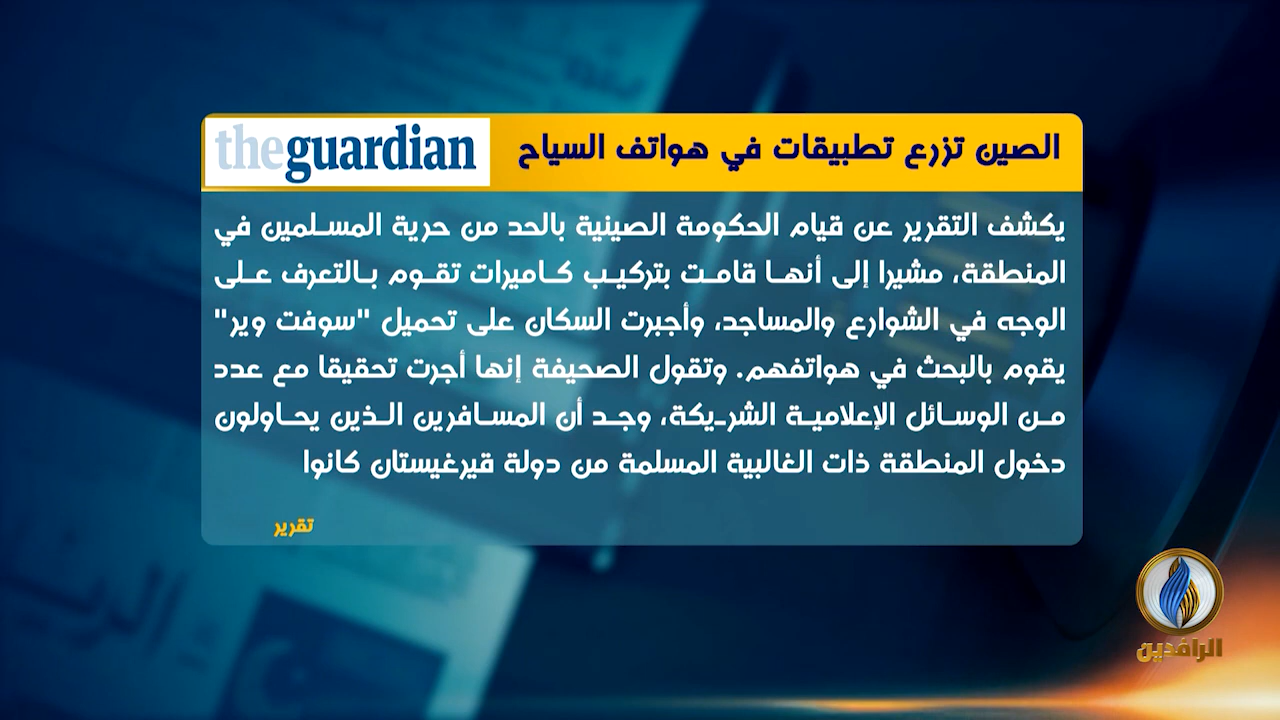 الصين تزرع تطبيقات في هواتف السياح
theguardian
يكشف التقرير عن قيام الحكومة الصينية بالحد من حرية المسلمين في
المنطقة، مشيرا إلى أنها قامت بتركيب كاميرات تقوم بالتعرف على
الوجه في الشوارع والمساجد، وأجبرت السكان على تحميل "سوفت وير"
يقوم بالبحث في هواتفهم. وتقول الصحيفة إنها أجرت تحقيقا مع عدد
من الوسائل الإعلامية الشريكة، وجد أن المسافرين الذين يحاولون
دخول المنطقة ذات الغالبية المسلمة من دولة قيرغيستان كانوا
تقرير
الرافدين